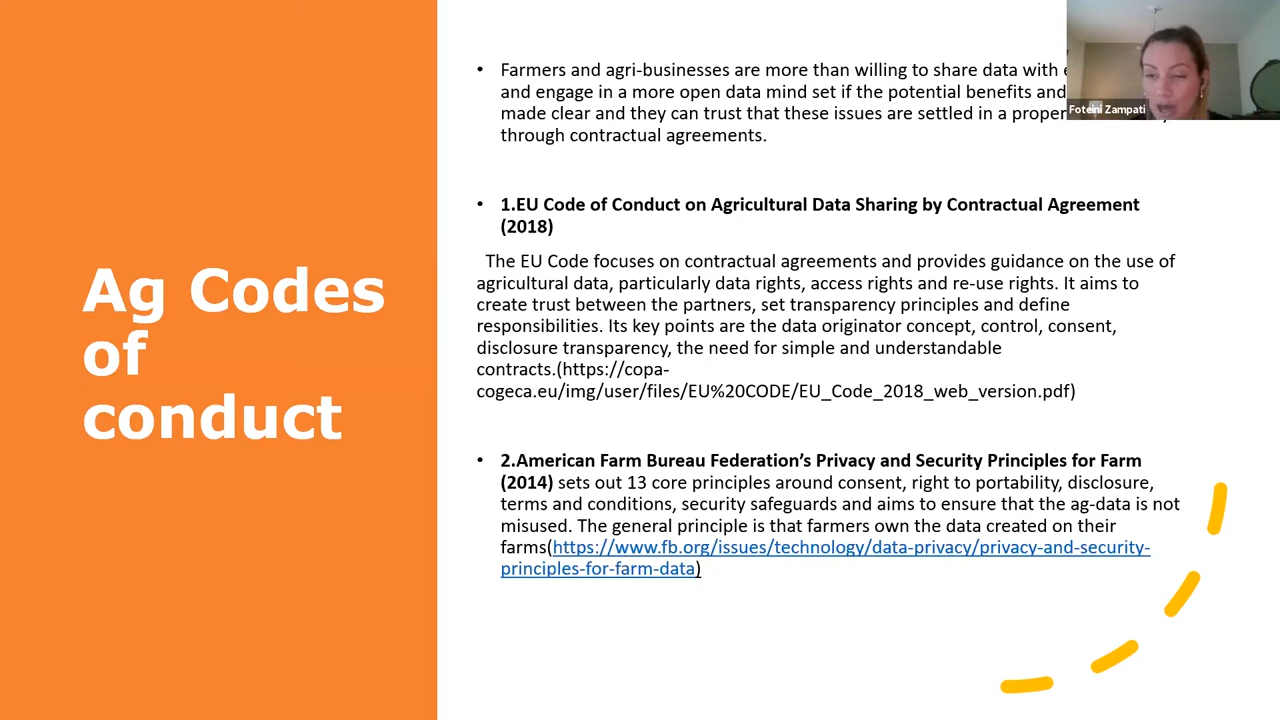 Ag Codes
of
conduct
• Farmers and agri-businesses are more than willing to share data with
and engage in a more open data mind set if the potential benefits and
made clear and they can trust that these issues are settled in a proper
through contractual agreements.
• 1.EU Code of Conduct on Agricultural Data Sharing by Contractual Agreement
(2018)
The EU Code focuses on contractual agreements and provides guidance on the use of
agricultural data, particularly data rights, access rights and re-use rights. It aims to
create trust between the partners, set transparency principles and define
responsibilities. Its key points are the data originator concept, control, consent,
disclosure transparency, the need for simple and understandable
contracts.(https://copa-
cogeca.eu/img/user/files/EU%20CODE/EU_Code_2018_web_version.pdf)
• 2.American Farm Bureau Federation’s Privacy and Security Principles for Farm
(2014) sets out 13 core principles around consent, right to portability, disclosure,
terms and conditions, security safeguards and aims to ensure that the ag-data is not
misused. The general principle is that farmers own the data created on their
farms(https://www.fb.org/issues/technology/data-privacy/privacy-and-security-
principles-for-farm-data)
Foteini Zampati